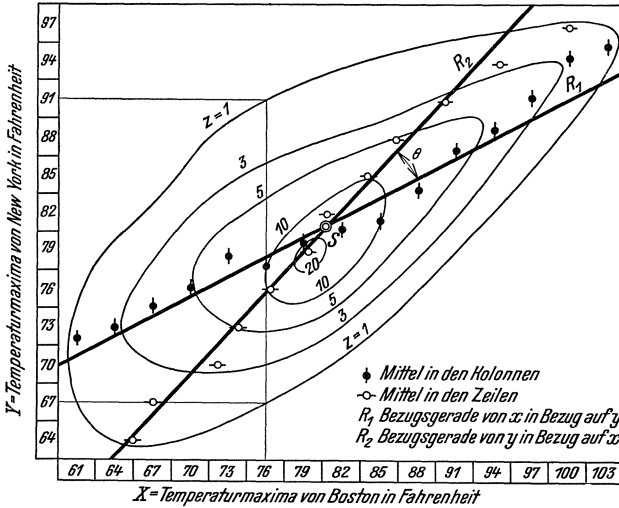 97
94
91
88
85
82
79
76
73
70
67
64
Y=Temperaturmaxima von New York in Fahrenheit
z=1
3
5
10
20
10
5
3
z=1
R₂
R₁
θ
S
Mittel in den Kolonnen
Mittel in den Zeilen
R₁ Bezugsgerade von x in Bezug auf y
R₂ Bezugsgerade von y in Bezug auf x
61 64 67 70 73 76 79 82 85 88 91 94 97 100 103
X=Temperaturmaxima von Boston in Fahrenheit